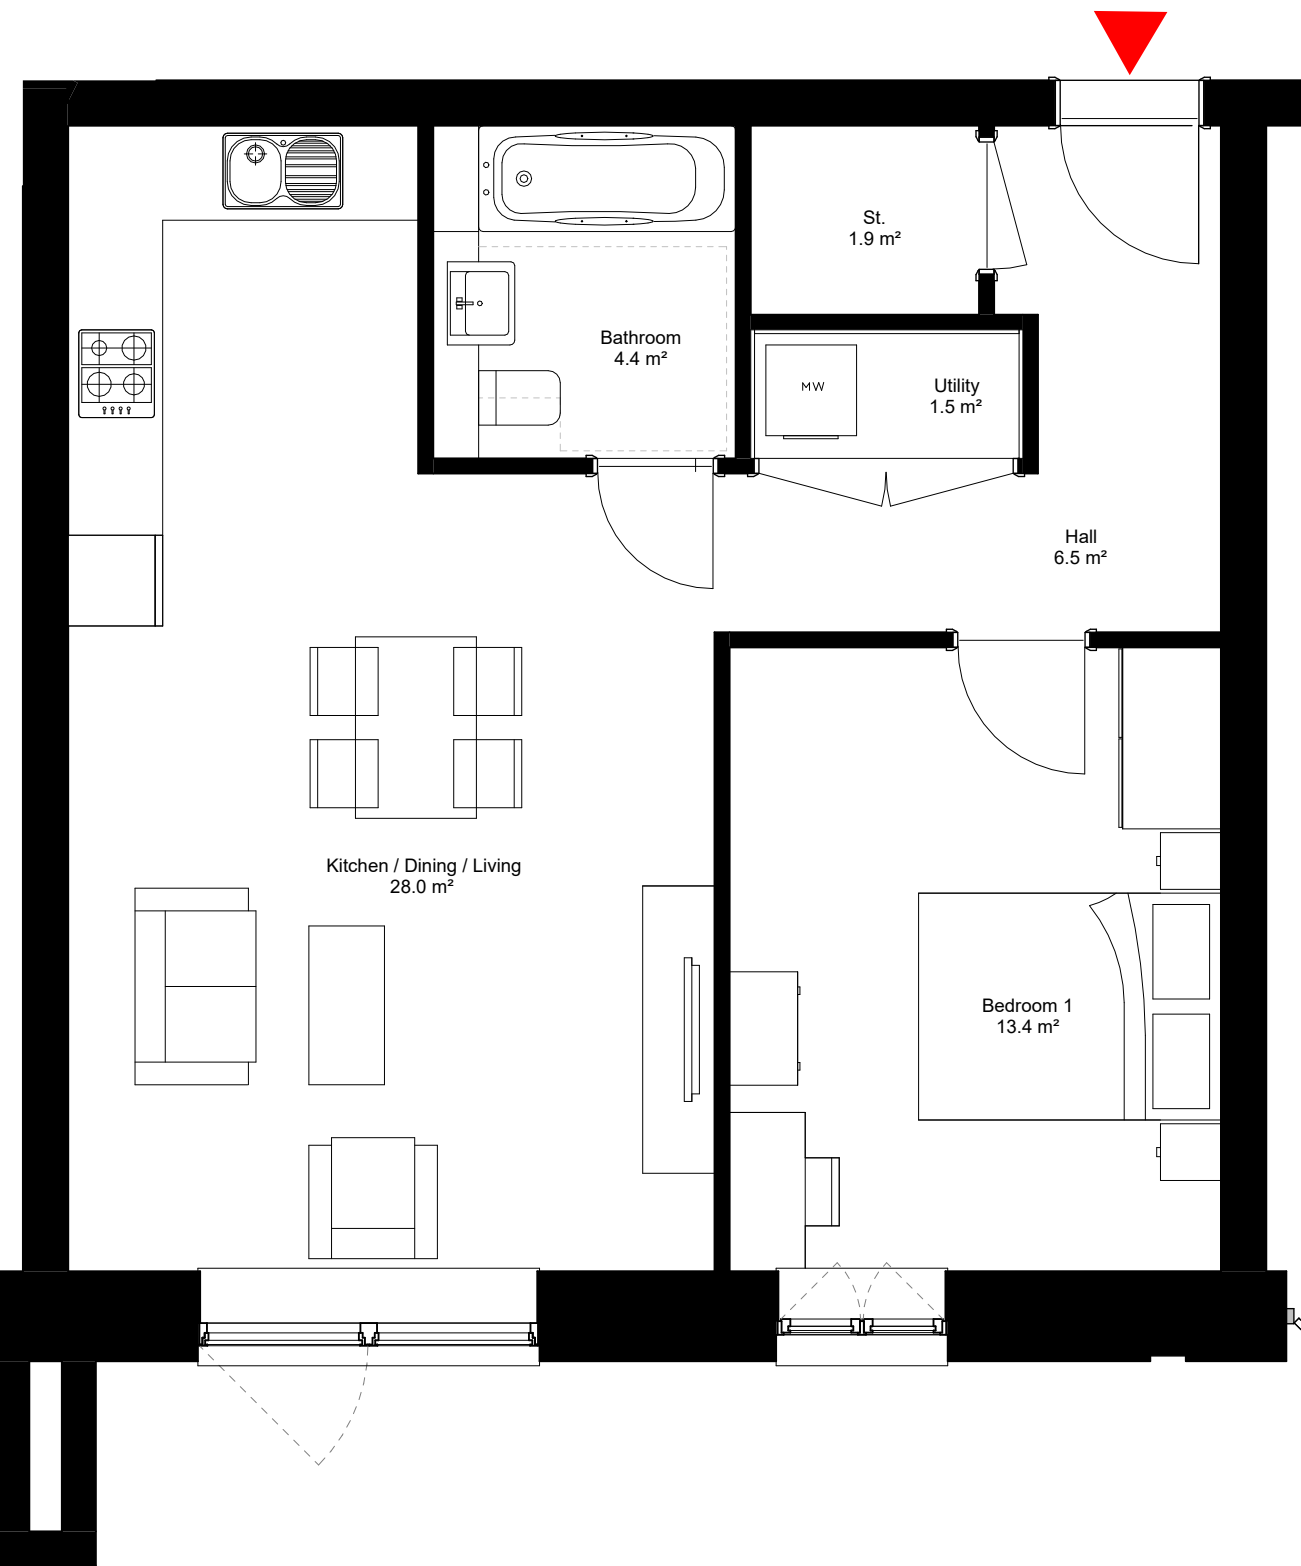 St.
1.9 m²
Bathroom
4.4 m²
MW
Utility
1.5 m²
Hall
6.5 m²
Kitchen / Dining / Living
28.0 m²
Bedroom 1
13.4 m²